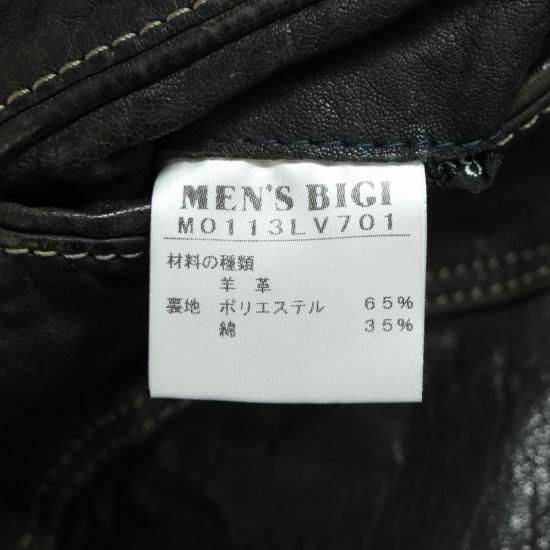 MEN'S BIGI
M0113LV701
材料の種類
羊 革
裏地 ポリエステル 65%
綿 35%